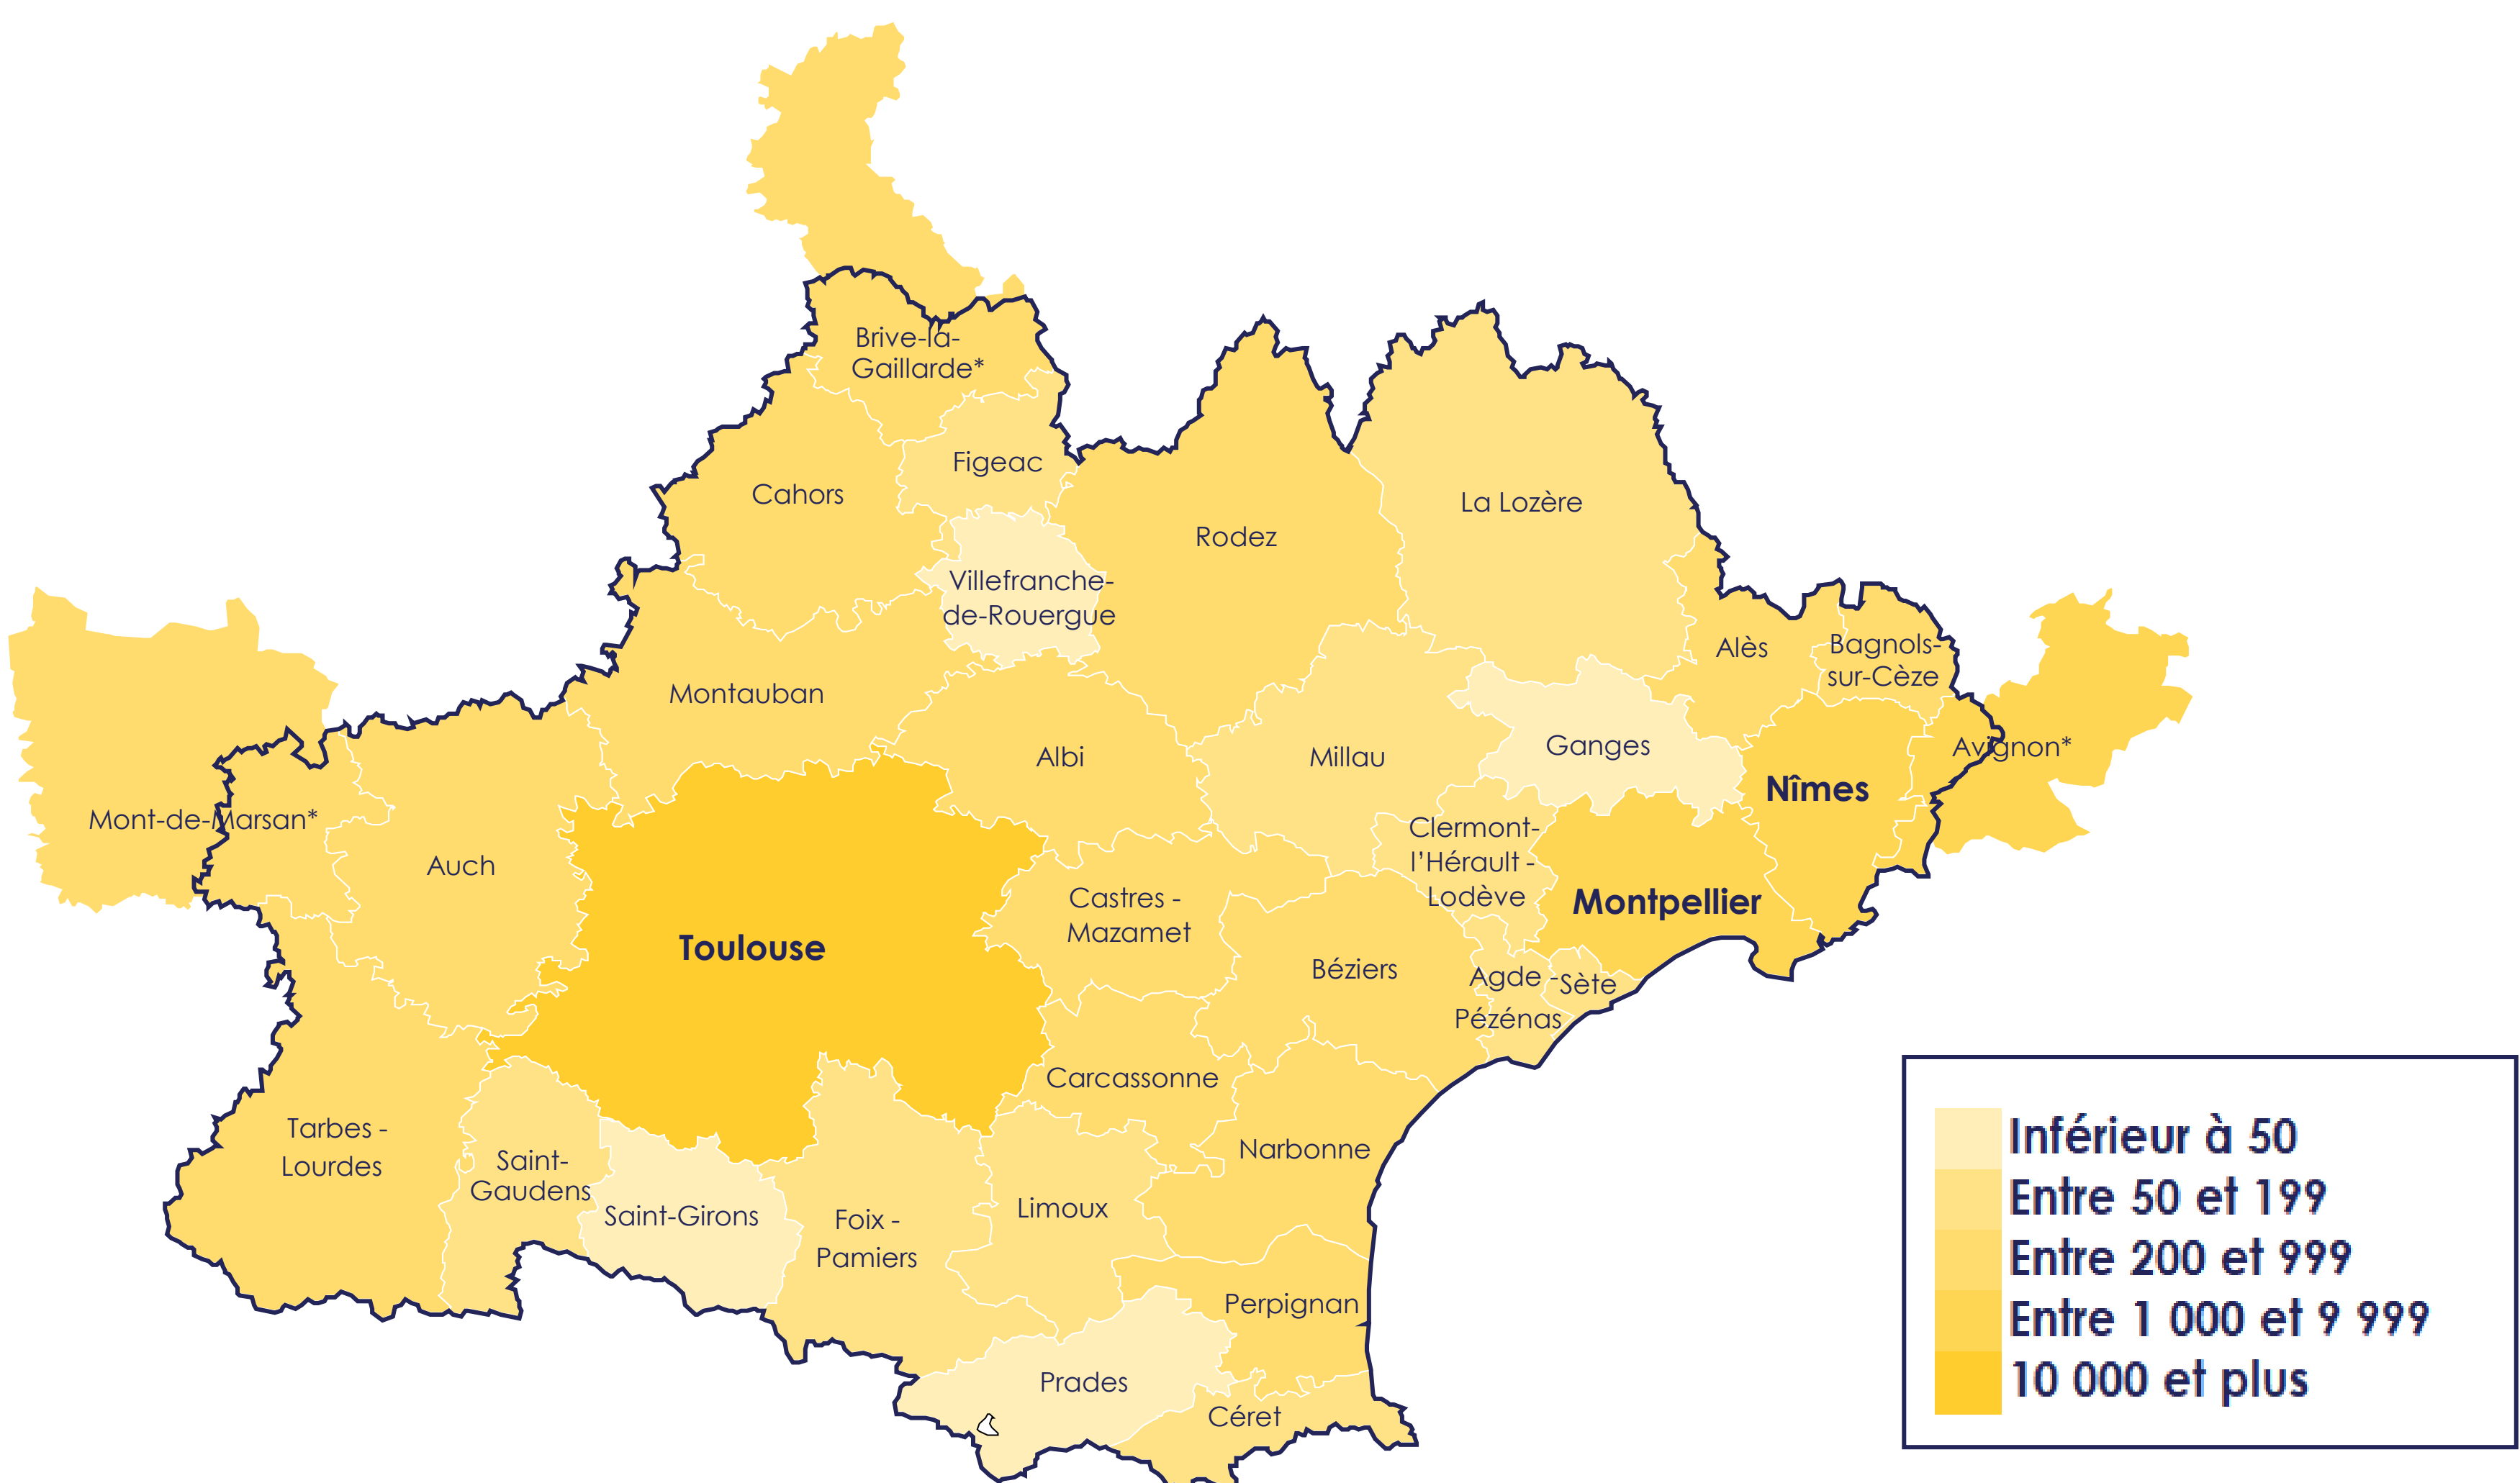 Brive-la-
Gaillarde*
Figeac
Cahors
La Lozère
Rodez
Villefranche-
de-Rouergue
Alès
Bagnols-
sur-Cèze
Montauban
Albi
Millau
Ganges
Avignon*
Nîmes
Mont-de-Marsan*
Auch
Clermont-
l’Hérault -
Lodève
Castres -
Mazamet
Montpellier
Toulouse
Béziers
Agde -
Pézénas
Sète
Carcassonne
Tarbes -
Lourdes
Saint-
Gaudens
Narbonne
Saint-Girons
Foix -
Pamiers
Limoux
Perpignan
Prades
Céret
Inférieur à 50
Entre 50 et 199
Entre 200 et 999
Entre 1 000 et 9 999
10 000 et plus